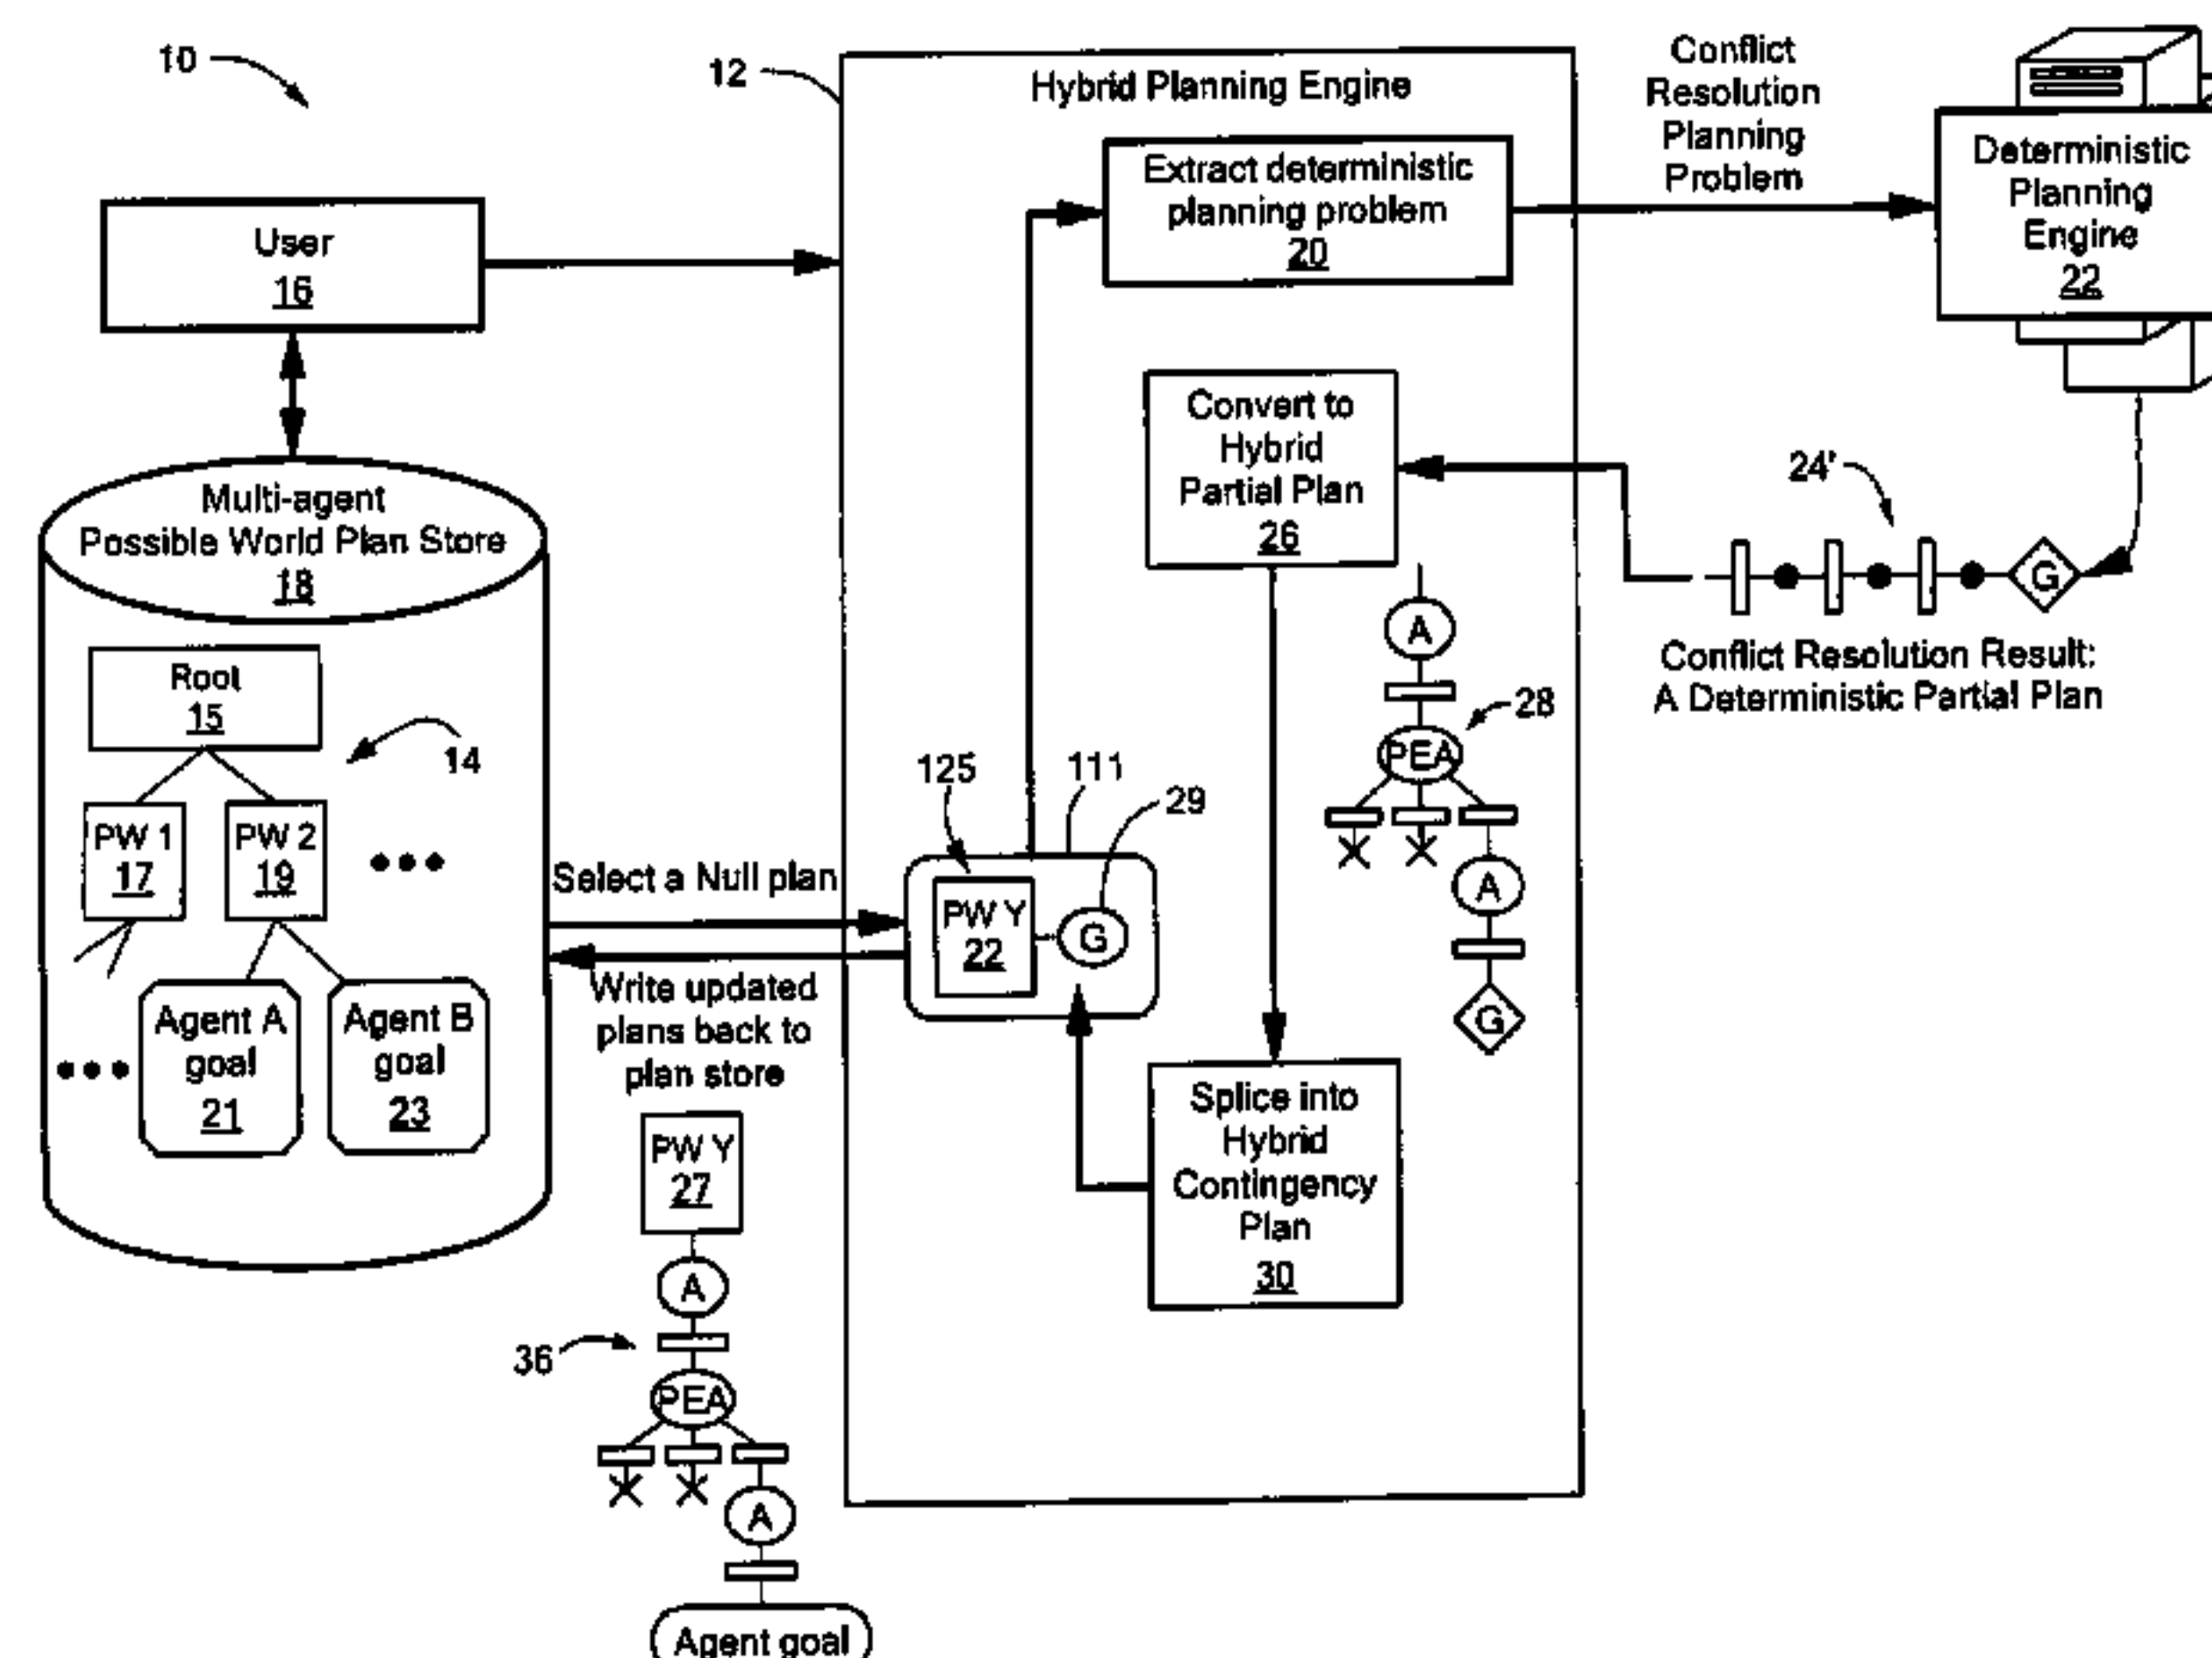 10
12
Hybrid Planning Engine
Conflict
Resolution
Planning
Problem
Extract deterministic
planning problem
20
Deterministic
Planning
Engine
22
User
16
Convert to
Hybrid
Partial Plan
26
24'
G
Conflict Resolution Result:
A Deterministic Partial Plan
Multi-agent
Possible World Plan Store
18
Root
15
14
PW 1
17
PW 2
19
Agent A
goal
21
Agent B
goal
23
Select a Null plan
Write updated
plans back to
plan store
125
111
29
PW Y
22
G
A
28
PEA
A
G
Splice into
Hybrid
Contingency
Plan
30
PW Y
27
A
36
PEA
A
Agent goal